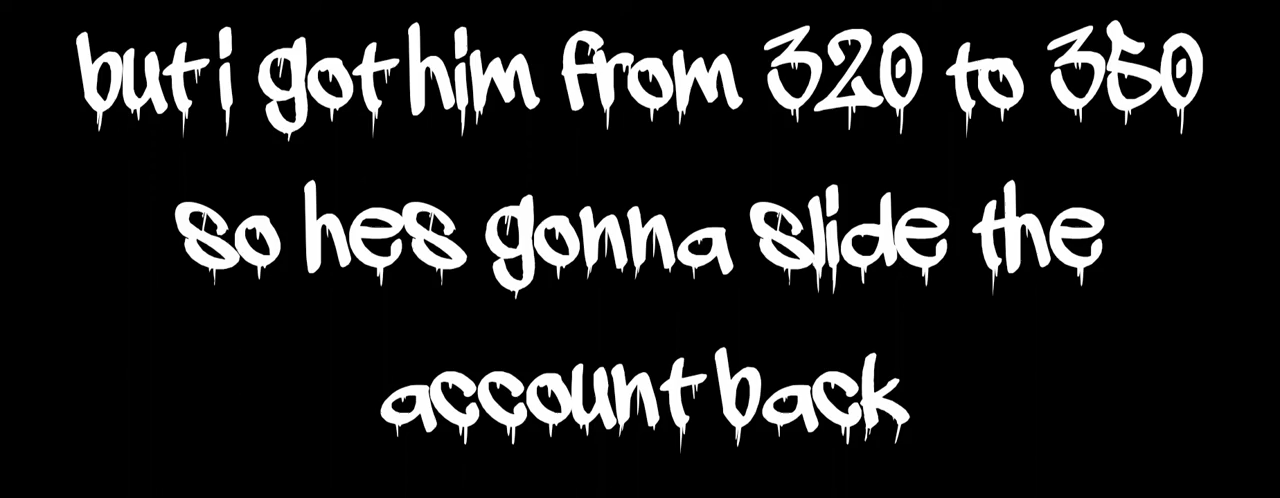 but i got him from 320 to 350
so hes gonna slide the
account back